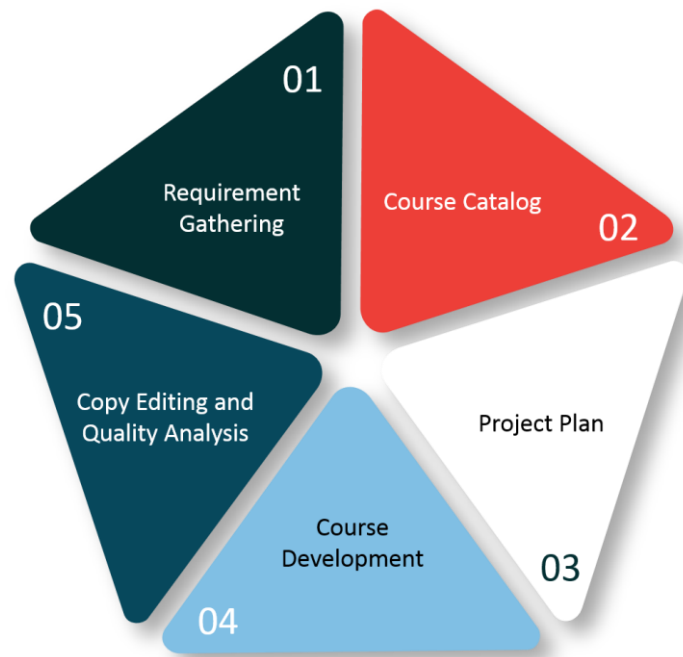 01
Requirement
Gathering
Course Catalog
02
Project Plan
03
Course
Development
04
05
Copy Editing and
Quality Analysis